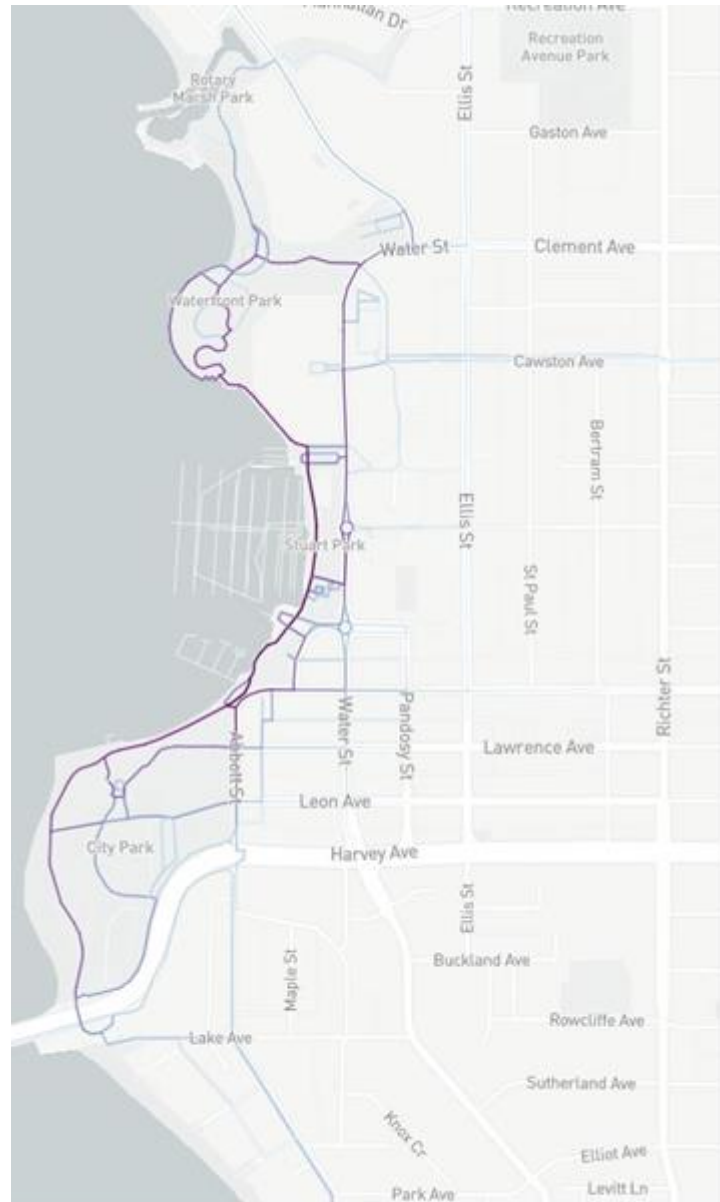 Manhattan Dr
Recreation Ave
Recreation
Avenue Park
Rotary
Marsh Park
Ellis St
Gaston Ave
Water St
Clement Ave
Waterfront Park
Cawston Ave
Bertram St
Ellis St
Stuart Park
St Paul St
Richter St
Abbott St
Water St
Pandosy St
Lawrence Ave
Leon Ave
City Park
Harvey Ave
Ellis St
Maple St
Buckland Ave
Rowcliffe Ave
Lake Ave
Sutherland Ave
Knox Cr
Elliot Ave
Park Ave
Levitt Ln